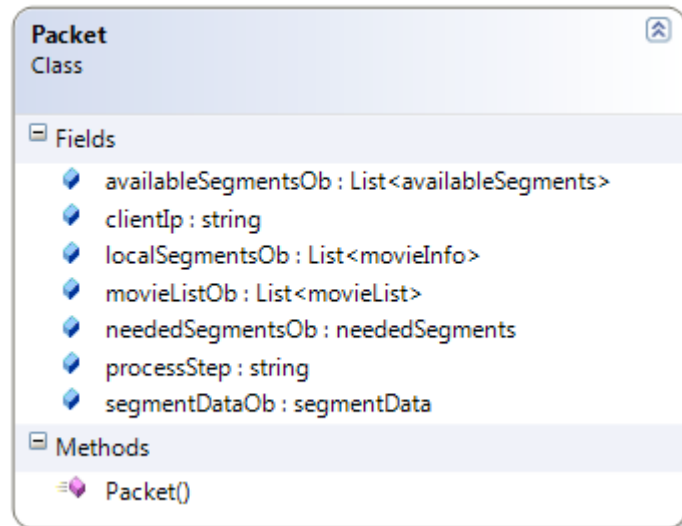 Packet
Class
Fields
availableSegmentsOb : List<availableSegments>
clientIp : string
localSegmentsOb : List<movieInfo>
movieListOb : List<movieList>
neededSegmentsOb : neededSegments
processStep : string
segmentDataOb : segmentData
Methods
Packet()